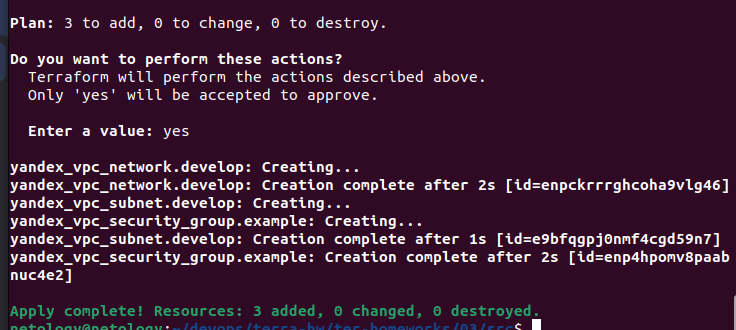 Plan: 3 to add, 0 to change, 0 to destroy.
Do you want to perform these actions?
Terraform will perform the actions described above.
Only 'yes' will be accepted to approve.
Enter a value: yes
yandex_vpc_network.develop: Creating...
yandex_vpc_network.develop: Creation complete after 2s [id=enpckrrrghcoha9vlg46]
yandex_vpc_subnet.develop: Creating...
yandex_vpc_security_group.example: Creating...
yandex_vpc_subnet.develop: Creation complete after 1s [id=e9bfqgpj0nmf4cgd59n7]
yandex_vpc_security_group.example: Creation complete after 2s [id=enp4hpomv8paab
nuc4e2]
Apply complete! Resources: 3 added, 0 changed, 0 destroyed.
netology@netology:~/devops/terra-hw/ter-homeworks/03/src$